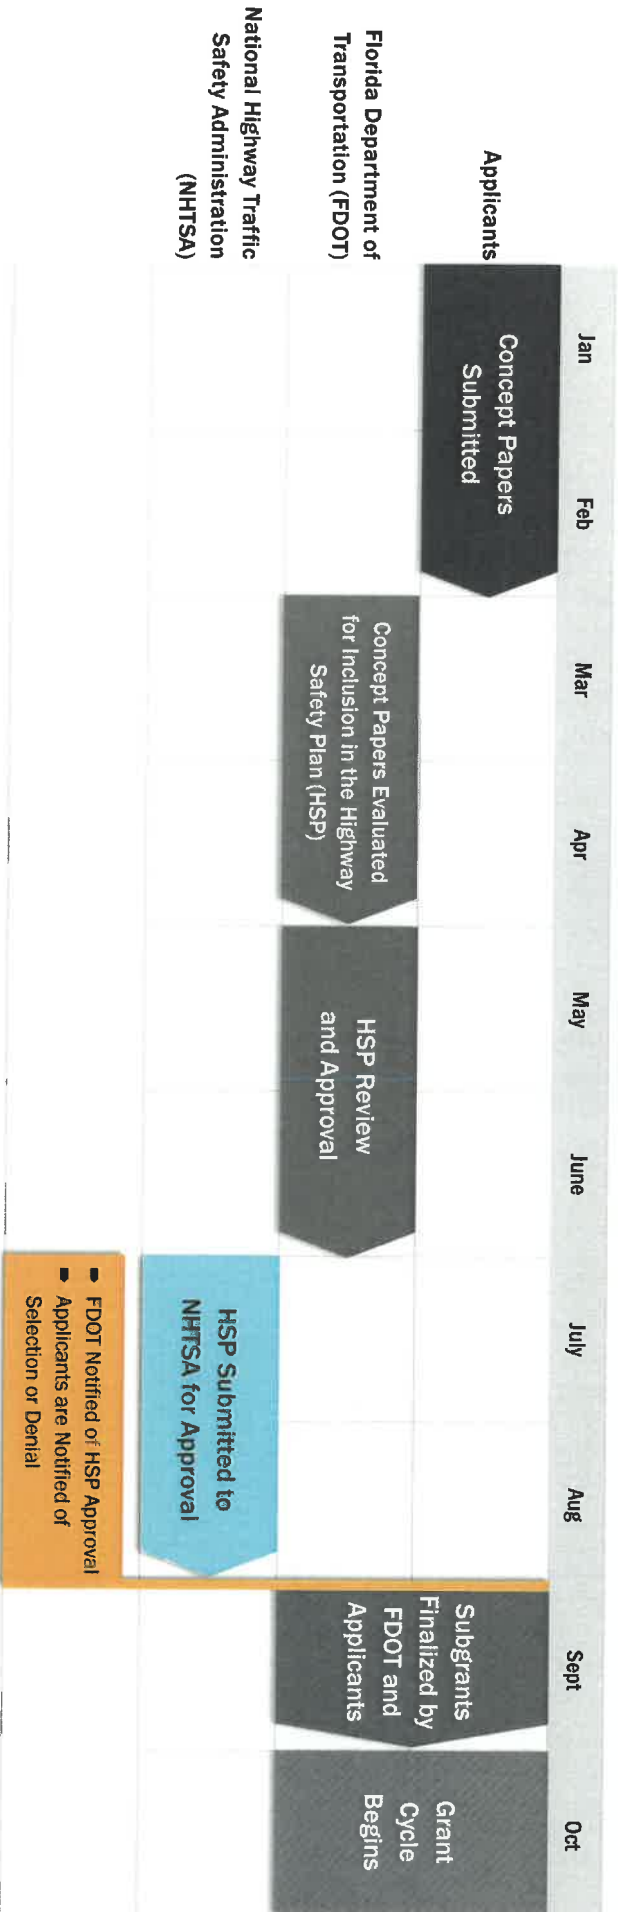 Jan
Feb
Mar
Apr
May
June
July
Aug
Sept
Oct
Applicants
Concept Papers
Submitted
Florida Department of
Transportation (FDOT)
Concept Papers Evaluated
for Inclusion in the Highway
Safety Plan (HSP)
HSP Review
and Approval
Subgrants
Finalized by
FDOT and
Applicants
Grant
Cycle
Begins
National Highway Traffic
Safety Administration
(NHTSA)
HSP Submitted to
NHTSA for Approval
FDOT Notified of HSP Approval
Applicants are Notified of
Selection or Denial